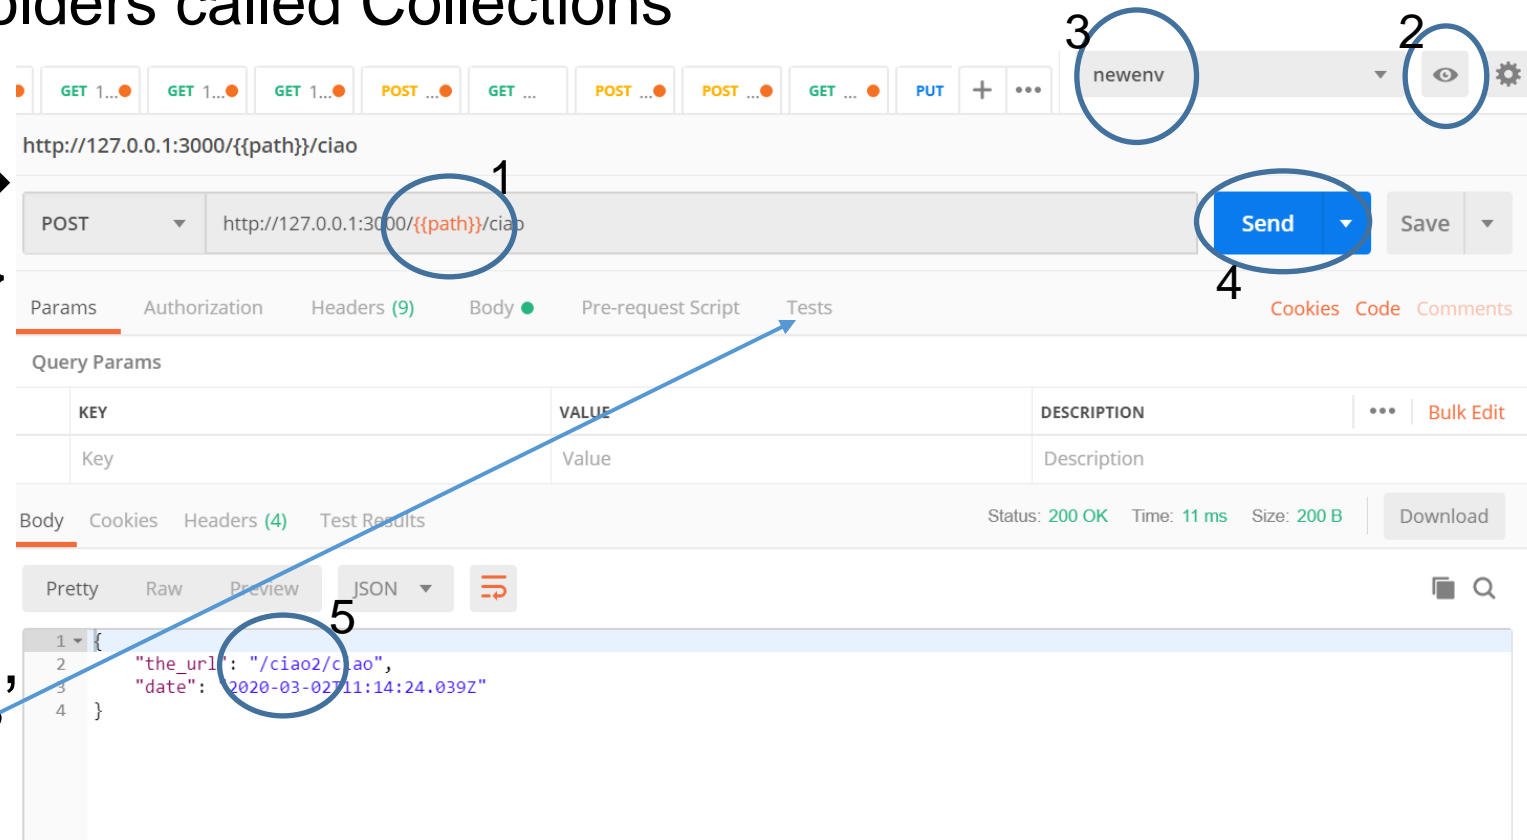 olders called Collections
3
2
newenv
GET 1...
GET 1...
GET 1...
POST ...
GET ...
POST ...
POST ...
GET ...
PUT
+
...
http://127.0.0.1:3000/{{path}}/ciao
1
POST
http://127.0.0.1:3000/{{path}}/ciao
Send
Save
4
Params Authorization Headers (9) Body Pre-request Script Tests
Cookies Code Comments
Query Params
KEY VALUE DESCRIPTION ... Bulk Edit
Key Value Description
Body Cookies Headers (4) Test Results
Status: 200 OK Time: 11 ms Size: 200 B Download
Pretty Raw Preview JSON
5
1 {
2 "the_url": "/ciao2/ciao",
3 "date": "2020-03-02T11:14:24.039Z"
4 }